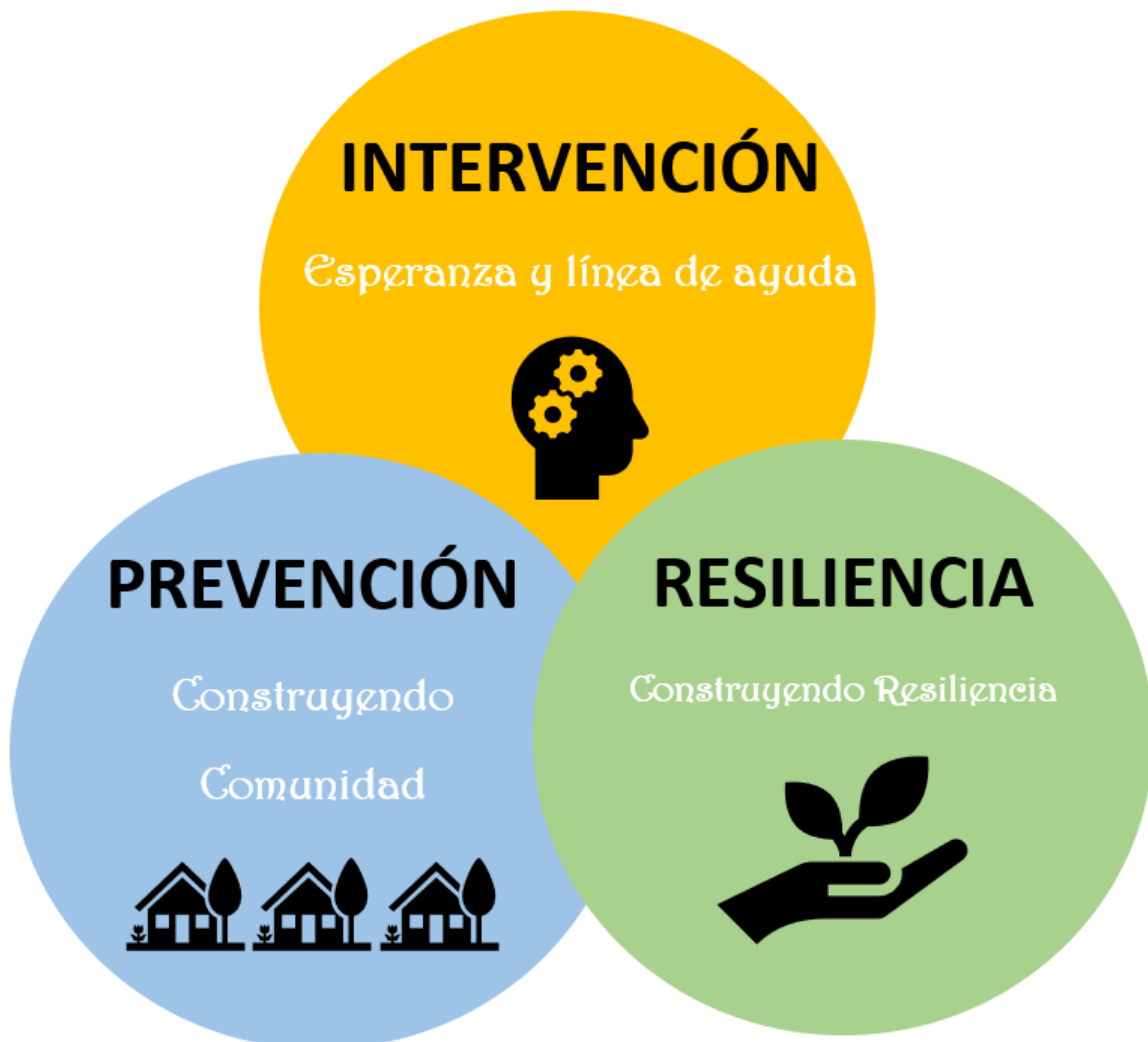 INTERVENCIÓN
Esperanza y línea de ayuda
PREVENCIÓN
Construyendo
Comunidad
RESILIENCIA
Construyendo Resiliencia